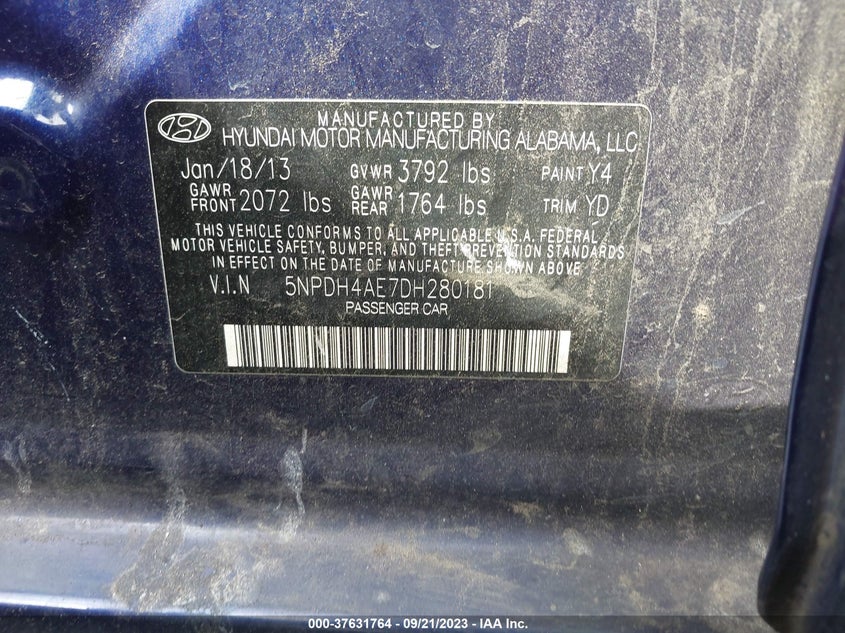 MANUFACTURED BY
HYUNDAI MOTOR MANUFACTURING ALABAMA, LLC
Jan/18/13 GVWR 3792 lbs PAINT Y4
GAWR FRONT 2072 lbs GAWR REAR 1764 lbs TRIM YD
THIS VEHICLE CONFORMS TO ALL APPLICABLE U.S.A. FEDERAL
MOTOR VEHICLE SAFETY, BUMPER, AND THEFT PREVENTION STANDARDS
IN EFFECT ON THE DATE OF MANUFACTURE SHOWN ABOVE
V.I.N 5NPDH4AE7DH280181
PASSENGER CAR
000-37631764 - 09/21/2023 - IAA Inc.